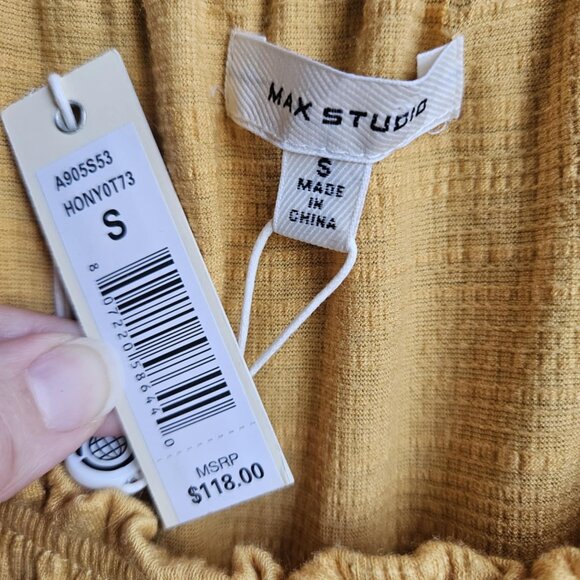 A905S53
HONY0T73
S
8 07220 58644 0
MSRP
$118.00
MAX STUDIO
S
MADE
IN
CHINA